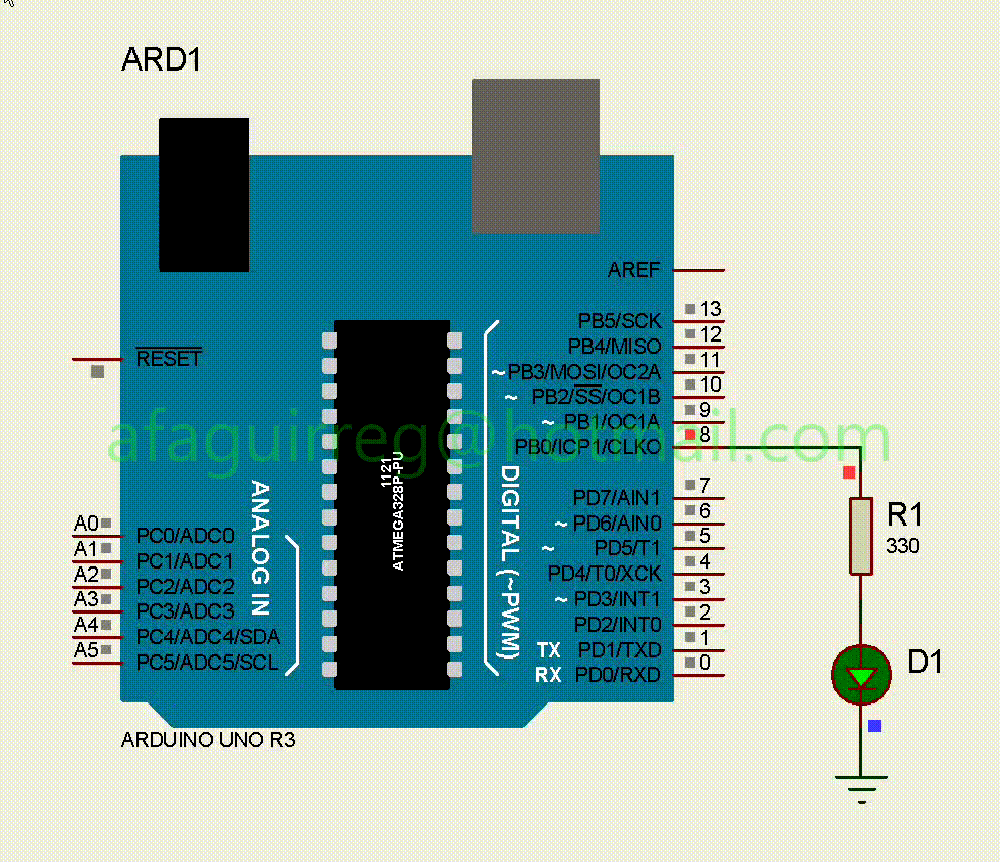 ARD1
AREF
PB5/SCK 13
PB4/MISO 12
~PB3/MOSI/OC2A 11
~ PB2/SS/OC1B 10
~ PB1/OC1A 9
PB0/ICP1/CLKO 8
RESET
afaguirreg@hotmail.com
1121
ATMEGA328P-PU
DIGITAL (~PWM)
ANALOG IN
PD7/AIN1 7
~ PD6/AIN0 6
~ PD5/T1 5
PD4/T0/XCK 4
~ PD3/INT1 3
PD2/INT0 2
TX PD1/TXD 1
RX PD0/RXD 0
A0 PC0/ADC0
A1 PC1/ADC1
A2 PC2/ADC2
A3 PC3/ADC3
A4 PC4/ADC4/SDA
A5 PC5/ADC5/SCL
R1
330
D1
ARDUINO UNO R3